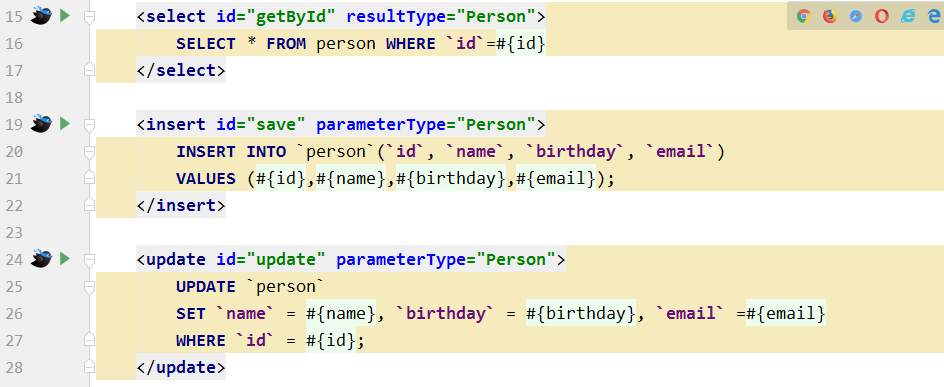 15 <select id="getById" resultType="Person">
16 SELECT * FROM person WHERE `id`=#{id}
17 </select>
18
19 <insert id="save" parameterType="Person">
20 INSERT INTO `person`(`id`, `name`, `birthday`, `email`)
21 VALUES (#{id},#{name},#{birthday},#{email});
22 </insert>
23
24 <update id="update" parameterType="Person">
25 UPDATE `person`
26 SET `name` = #{name}, `birthday` = #{birthday}, `email` =#{email}
27 WHERE `id` = #{id};
28 </update>